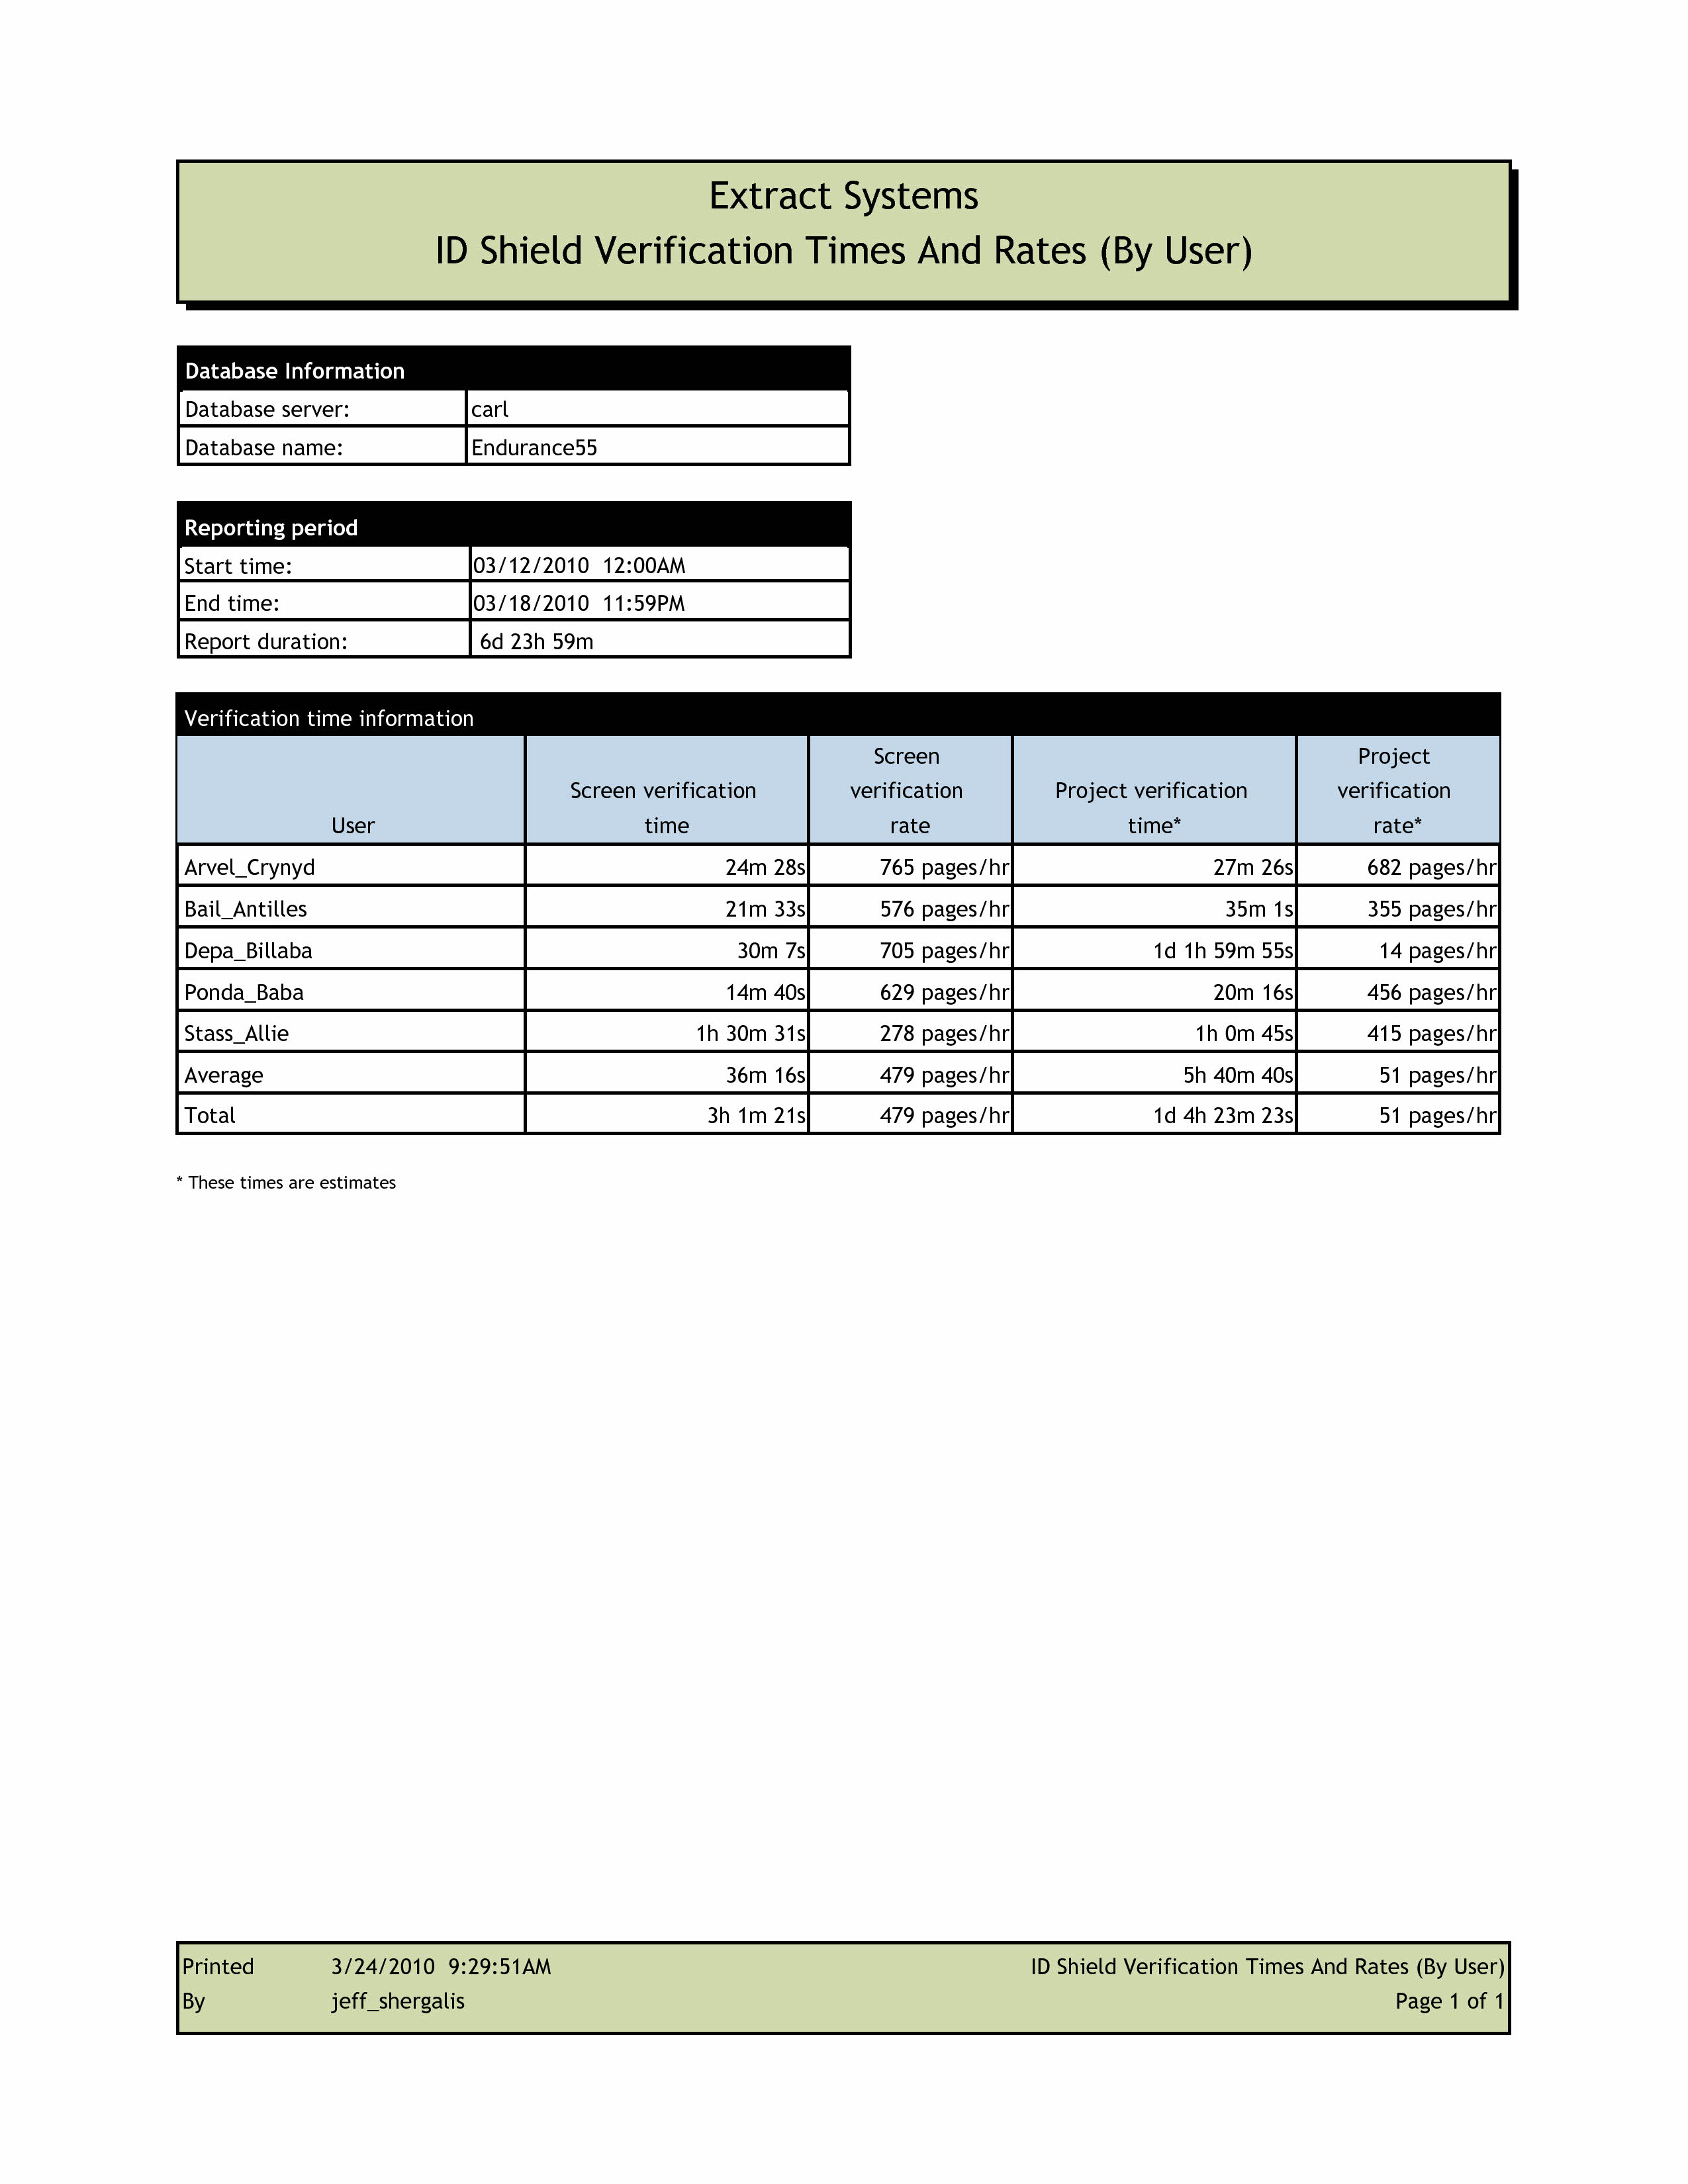 Extract Systems
ID Shield Verification Times And Rates (By User)
Database Information
Database server: carl
Database name: Endurance55
Reporting period
Start time: 03/12/2010 12:00AM
End time: 03/18/2010 11:59PM
Report duration: 6d 23h 59m
Verification time information
User Screen verification time Screen verification rate Project verification time* Project verification rate*
Arvel_Crynyd 24m 28s 765 pages/hr 27m 26s 682 pages/hr
Bail_Antilles 21m 33s 576 pages/hr 35m 1s 355 pages/hr
Depa_Billaba 30m 7s 705 pages/hr 1d 1h 59m 55s 14 pages/hr
Ponda_Baba 14m 40s 629 pages/hr 20m 16s 456 pages/hr
Stass_Allie 1h 30m 31s 278 pages/hr 1h 0m 45s 415 pages/hr
Average 36m 16s 479 pages/hr 5h 40m 40s 51 pages/hr
Total 3h 1m 21s 479 pages/hr 1d 4h 23m 23s 51 pages/hr
* These times are estimates
Printed 3/24/2010 9:29:51AM ID Shield Verification Times And Rates (By User)
By jeff_shergalis Page 1 of 1